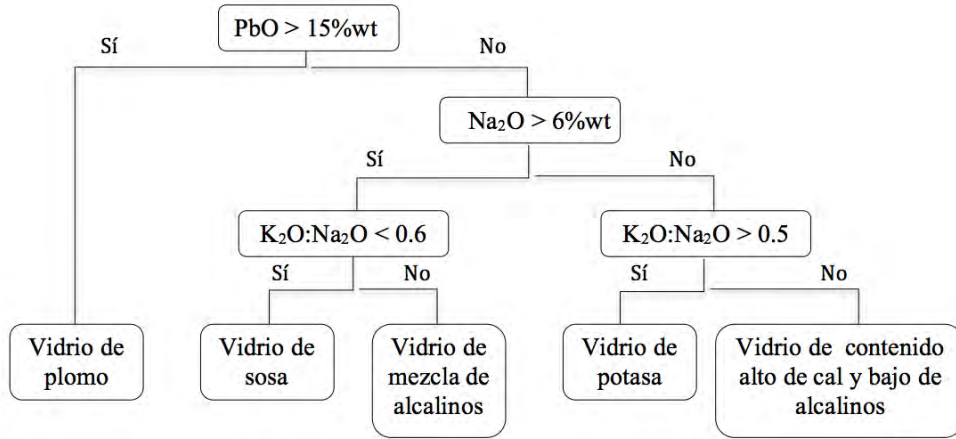 PbO > 15%wt
Sí
No
Na₂O > 6%wt
Sí
No
K₂O:Na₂O < 0.6
K₂O:Na₂O > 0.5
Sí
No
Sí
No
Vidrio de
plomo
Vidrio de
sosa
Vidrio de
mezcla de
alcalinos
Vidrio de
potasa
Vidrio de contenido
alto de cal y bajo de
alcalinos